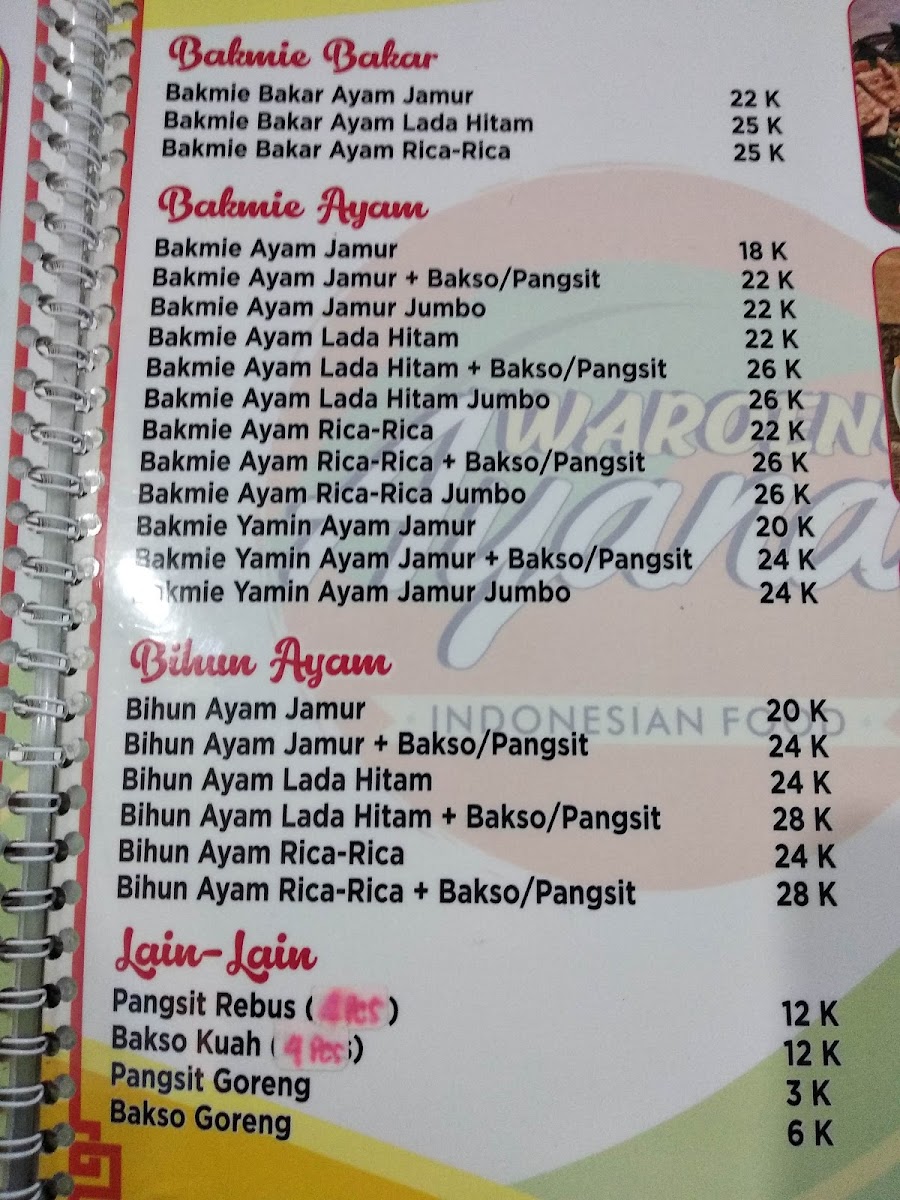 Bakmie Bakar
Bakmie Bakar Ayam Jamur 22 K
Bakmie Bakar Ayam Lada Hitam 25 K
Bakmie Bakar Ayam Rica-Rica 25 K
Bakmie Ayam
Bakmie Ayam Jamur 18 K
Bakmie Ayam Jamur + Bakso/Pangsit 22 K
Bakmie Ayam Jamur Jumbo 22 K
Bakmie Ayam Lada Hitam 22 K
Bakmie Ayam Lada Hitam + Bakso/Pangsit 26 K
Bakmie Ayam Lada Hitam Jumbo 26 K
Bakmie Ayam Rica-Rica 22 K
Bakmie Ayam Rica-Rica + Bakso/Pangsit 26 K
Bakmie Ayam Rica-Rica Jumbo 26 K
Bakmie Yamin Ayam Jamur 20 K
Bakmie Yamin Ayam Jamur + Bakso/Pangsit 24 K
Bakmie Yamin Ayam Jamur Jumbo 24 K
WAROENG
Ayana
INDONESIAN FOOD
Bihun Ayam
Bihun Ayam Jamur 20 K
Bihun Ayam Jamur + Bakso/Pangsit 24 K
Bihun Ayam Lada Hitam 24 K
Bihun Ayam Lada Hitam + Bakso/Pangsit 28 K
Bihun Ayam Rica-Rica 24 K
Bihun Ayam Rica-Rica + Bakso/Pangsit 28 K
Lain-Lain
Pangsit Rebus (4 Pcs) 12 K
Bakso Kuah (4 Pcs) 12 K
Pangsit Goreng 3 K
Bakso Goreng 6 K